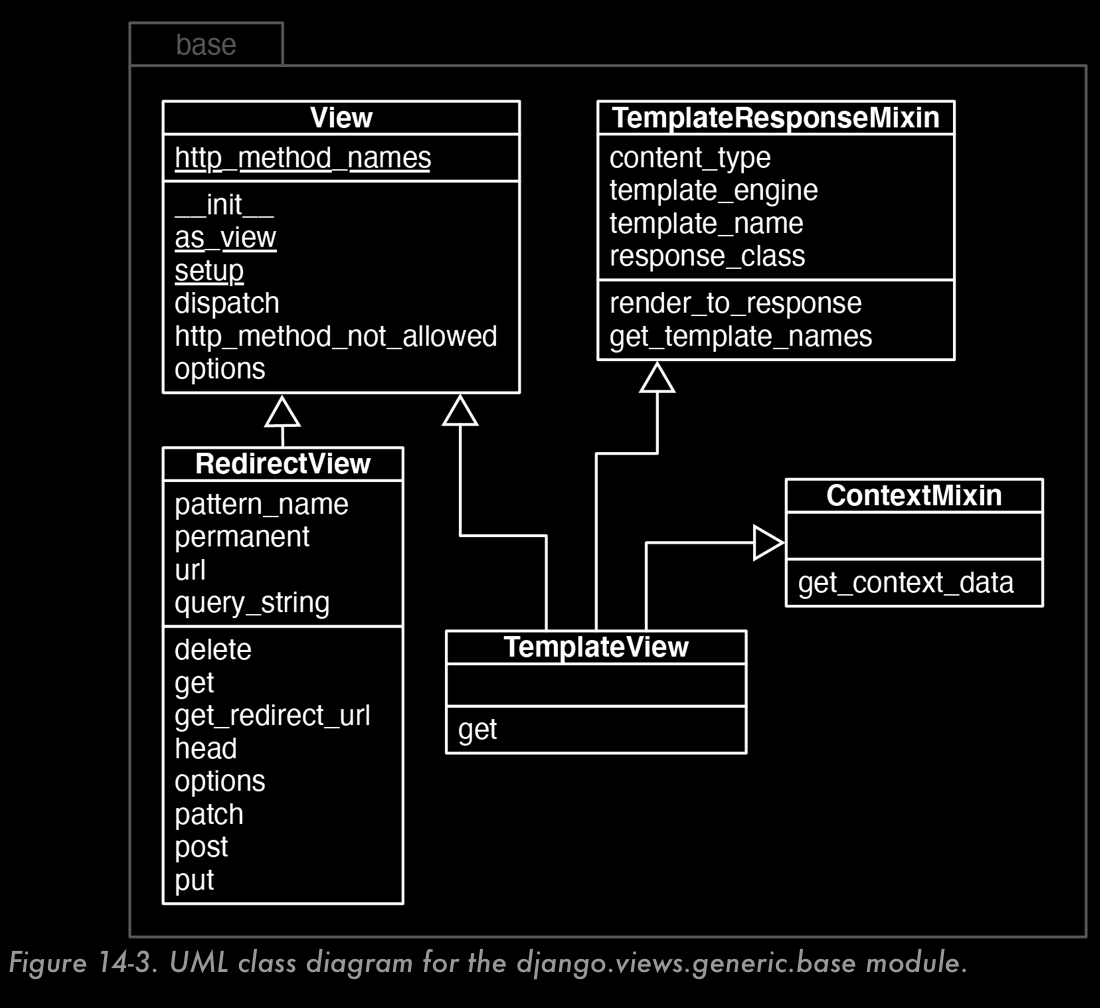 base
View
http_method_names
__init__
as_view
setup
dispatch
http_method_not_allowed
options
TemplateResponseMixin
content_type
template_engine
template_name
response_class
render_to_response
get_template_names
RedirectView
pattern_name
permanent
url
query_string
delete
get
get_redirect_url
head
options
patch
post
put
ContextMixin
get_context_data
TemplateView
get
Figure 14-3. UML class diagram for the django.views.generic.base module.